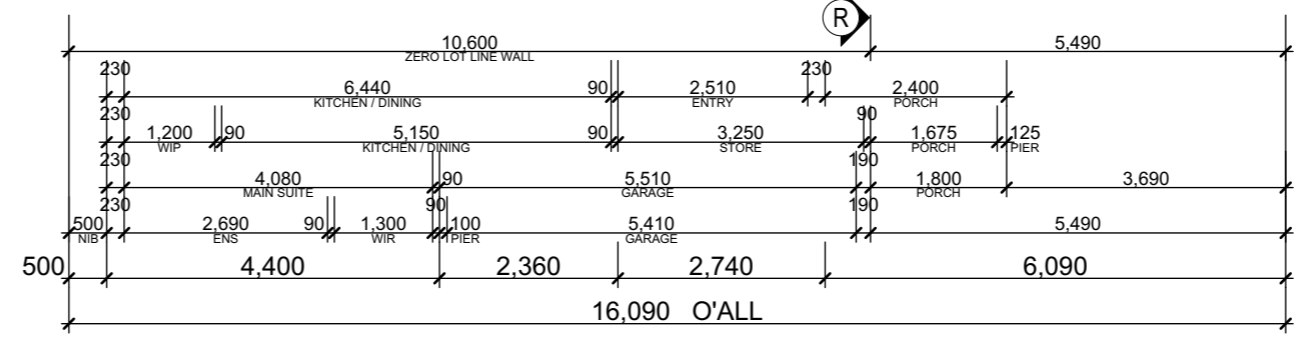 R
10,600 5,490
ZERO LOT LINE WALL
230 230
6,440 90 2,510 2,400
KITCHEN / DINING ENTRY PORCH
230 90
1,200 90 5,150 90 3,250 1,675 125
WIP KITCHEN / DINING STORE PORCH PIER
230 190
4,080 90 5,510 1,800 3,690
MAIN SUITE GARAGE PORCH
230 90 190
500 2,690 90 1,300 100 5,410 5,490
NIB ENS WIR PIER GARAGE
500 4,400 2,360 2,740 6,090
16,090 O'ALL